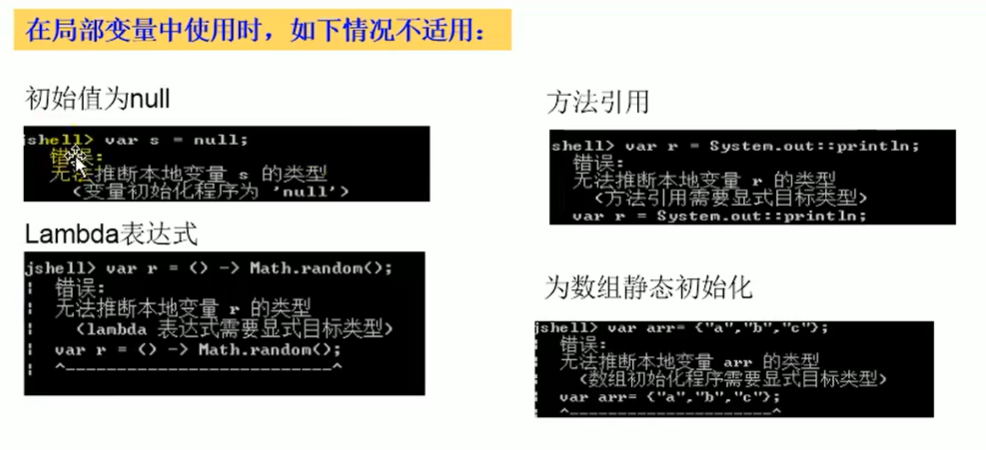 在局部变量中使用时，如下情况不适用：
初始值为null
jshell> var s = null;
错误:
无法推断本地变量 s 的类型
(变量初始化程序为 'null')
Lambda表达式
jshell> var r = () -> Math.random();
| 错误:
| 无法推断本地变量 r 的类型
| (lambda 表达式需要显式目标类型)
| var r = () -> Math.random();
| ^--------------------------^
方法引用
shell> var r = System.out::println;
错误:
无法推断本地变量 r 的类型
(方法引用需要显式目标类型)
var r = System.out::println;
为数组静态初始化
jshell> var arr= {"a","b","c"};
| 错误:
| 无法推断本地变量 arr 的类型
| (数组初始化程序需要显式目标类型)
| var arr= {"a","b","c"};
| ^---------------------^